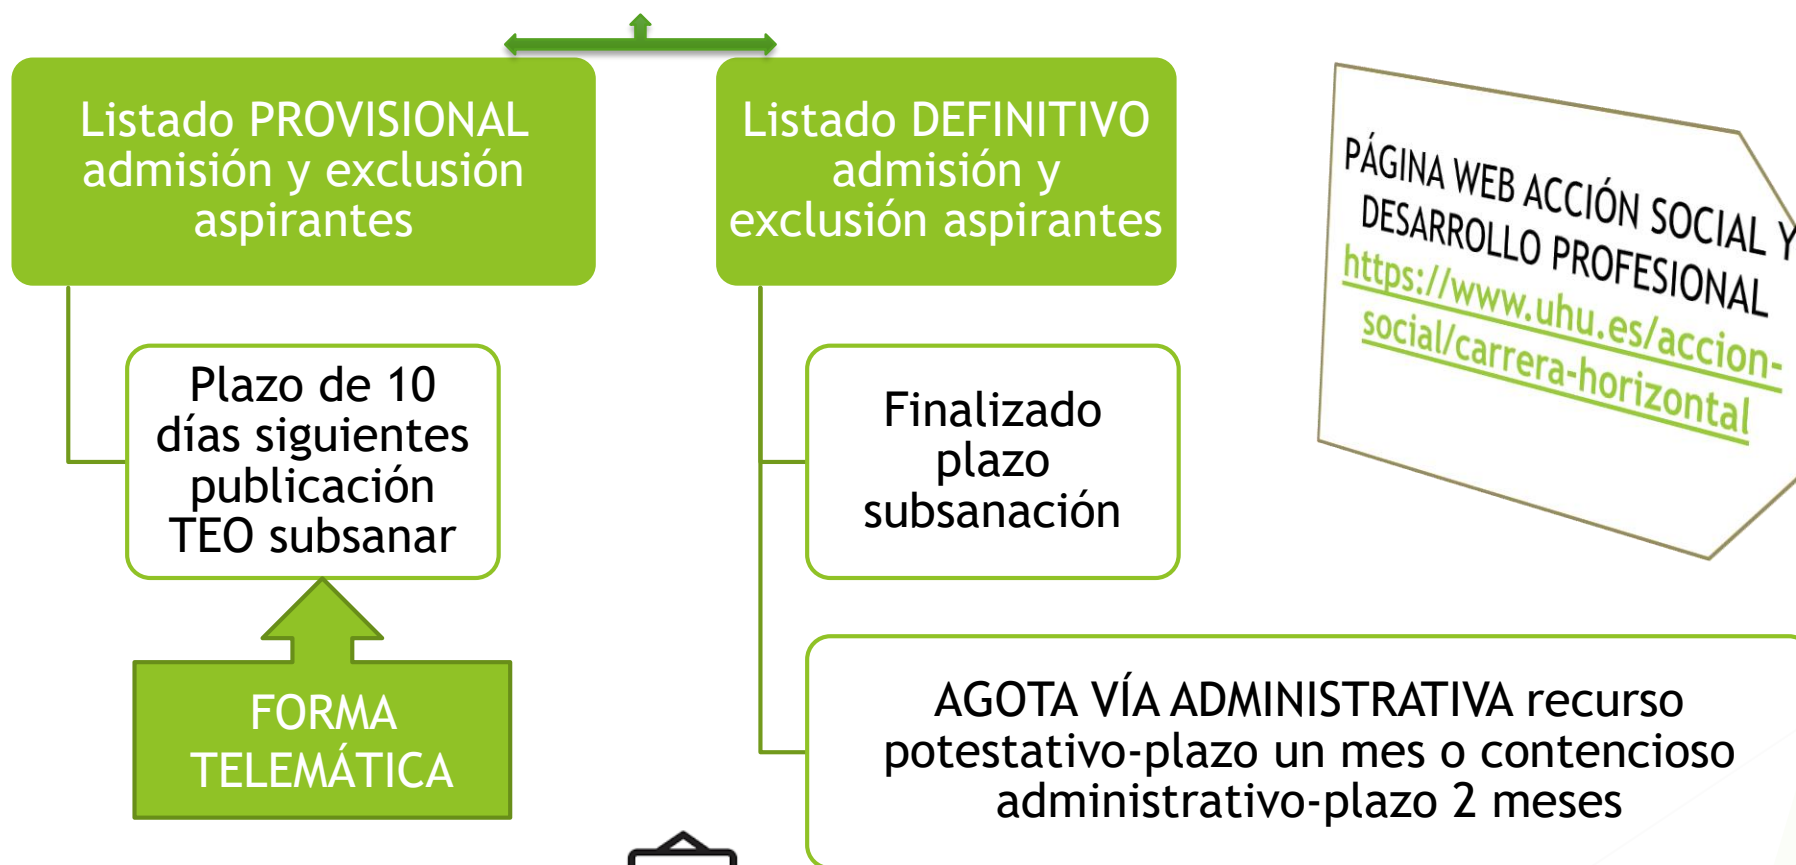 Listado PROVISIONAL
admisión y exclusión
aspirantes
Plazo de 10
días siguientes
publicación
TEO subsanar
FORMA
TELEMÁTICA
Listado DEFINITIVO
admisión y
exclusión aspirantes
Finalizado
plazo
subsanación
AGOTA VÍA ADMINISTRATIVA recurso
potestativo-plazo un mes o contencioso
administrativo-plazo 2 meses
PÁGINA WEB ACCIÓN SOCIAL Y
DESARROLLO PROFESIONAL
https://www.uhu.es/accion-
social/carrera-horizontal